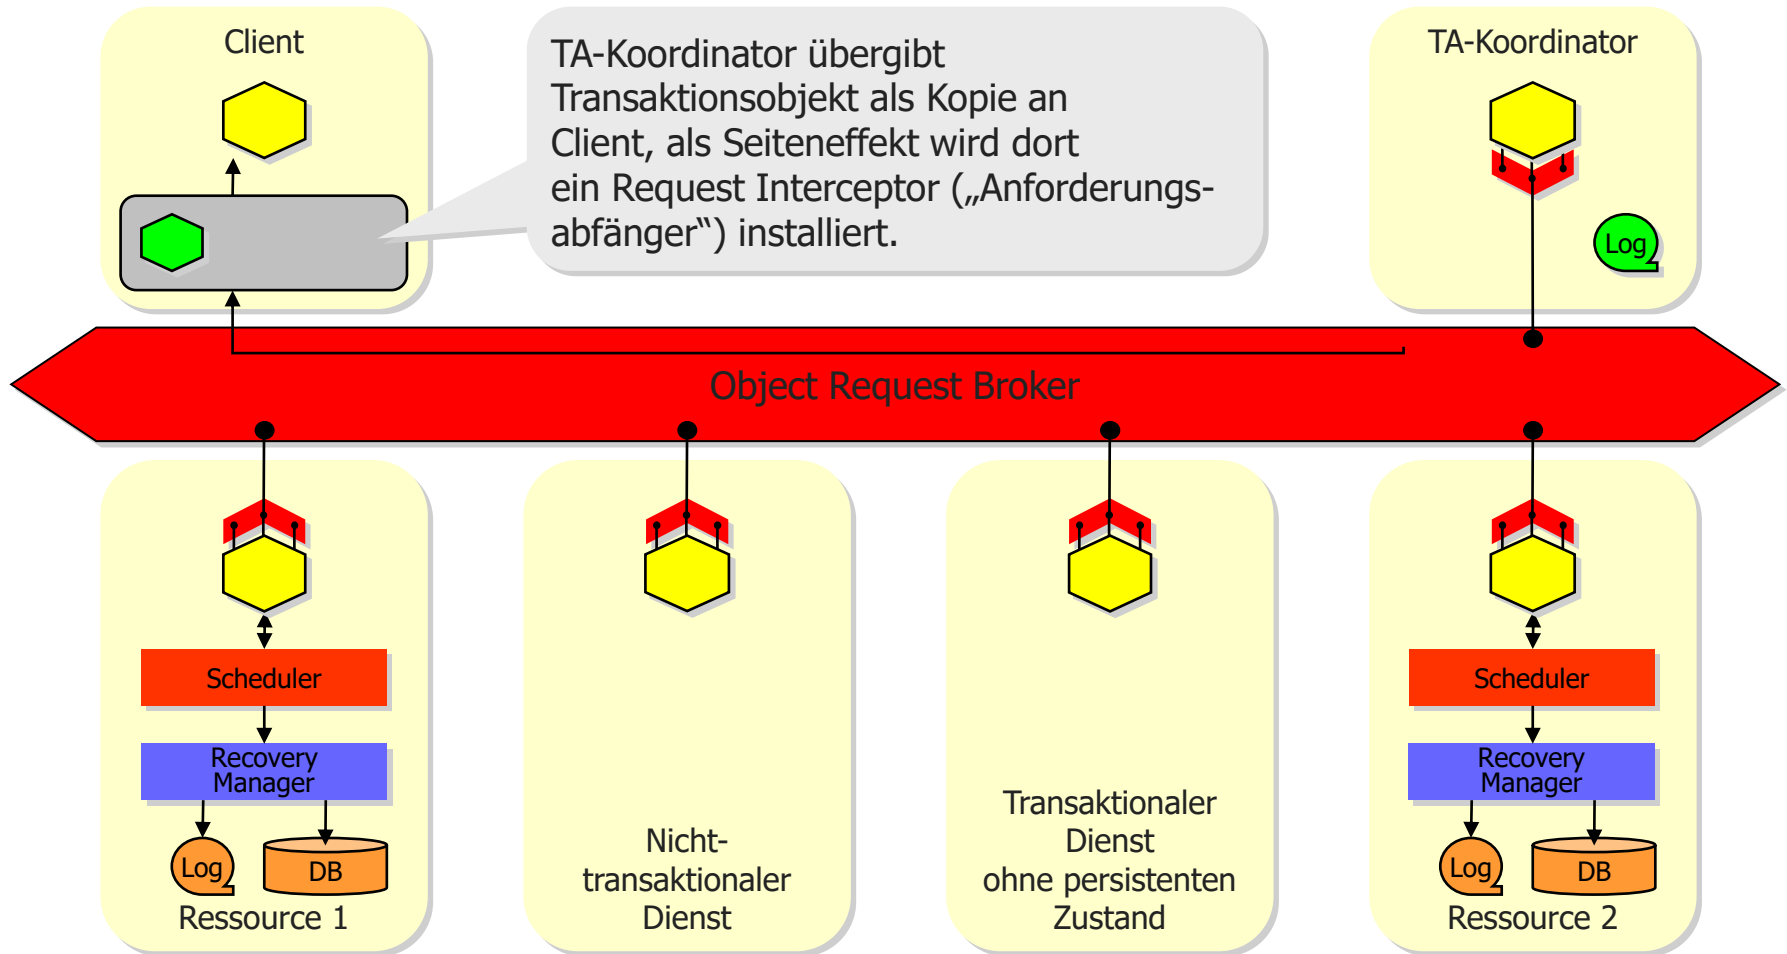 Client
TA-Koordinator übergibt
Transaktionsobjekt als Kopie an
Client, als Seiteneffekt wird dort
ein Request Interceptor („Anforderungs-
abfänger“) installiert.
TA-Koordinator
Log
Object Request Broker
Scheduler
Recovery
Manager
Log
DB
Ressource 1
Nicht-
transaktionaler
Dienst
Transaktionaler
Dienst
ohne persistenten
Zustand
Scheduler
Recovery
Manager
Log
DB
Ressource 2